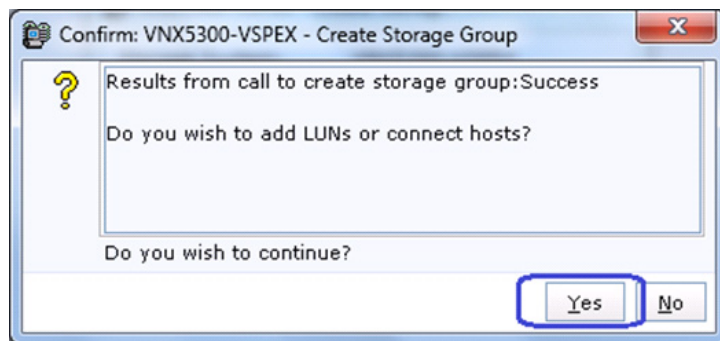 Confirm: VNX5300-VSPEX - Create Storage Group
Results from call to create storage group:Success
Do you wish to add LUNs or connect hosts?
Do you wish to continue?
Yes No